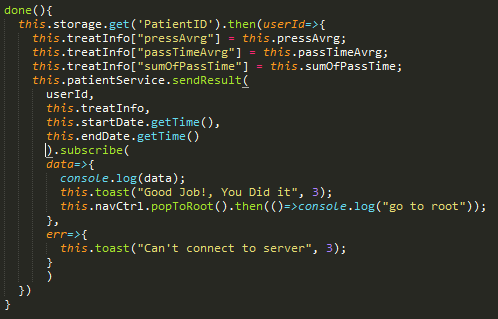 done(){
  this.storage.get('PatientID').then(userId=>{
    this.treatInfo["pressAvrg"] = this.pressAvrg;
    this.treatInfo["passTimeAvrg"] = this.passTimeAvrg;
    this.treatInfo["sumOfPassTime"] = this.sumOfPassTime;
    this.patientService.sendResult(
      userId,
      this.treatInfo,
      this.startDate.getTime(),
      this.endDate.getTime()
      ).subscribe(
      data=>{
        console.log(data);
        this.toast("Good Job!, You Did it", 3);
        this.navCtrl.popToRoot().then(()=>console.log("go to root"));
      },
      err=>{
        this.toast("Can't connect to server", 3);
      }
      )
  })
}